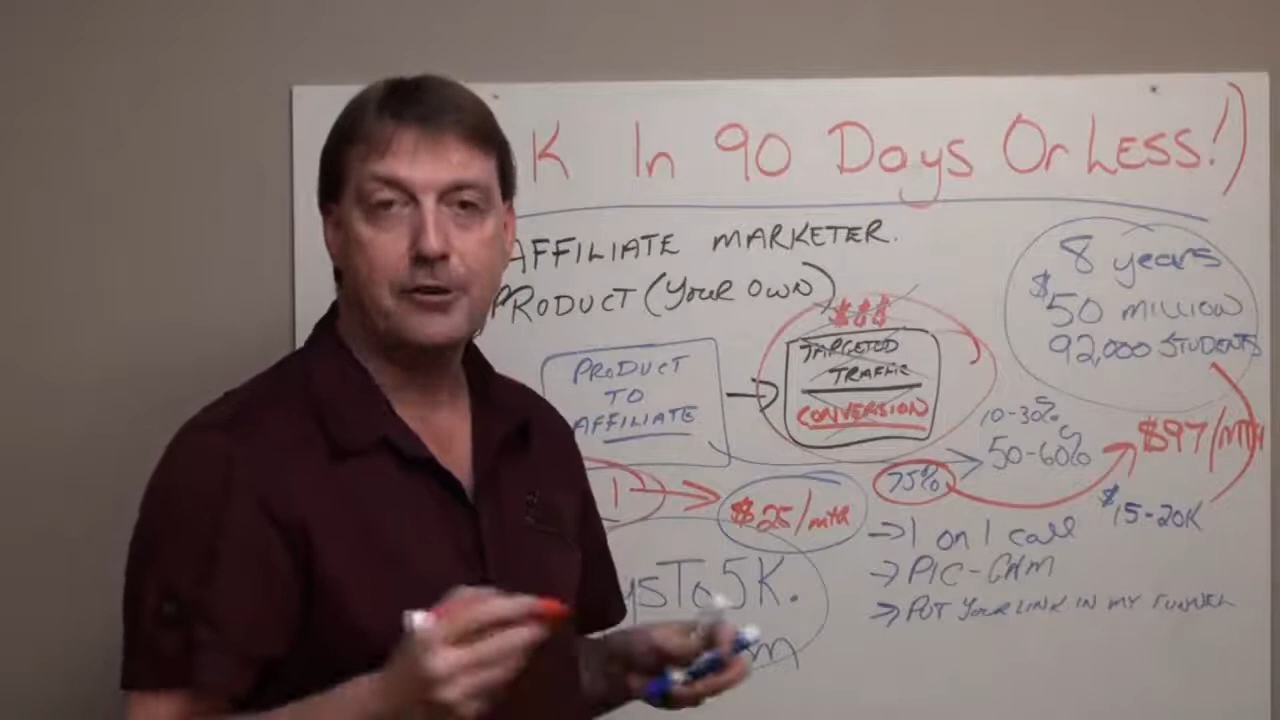 K In 90 Days Or Less!)
AFFILIATE MARKETER.
PRODUCT (Your OWN)
PRODUCT
TO
AFFILIATE
$$$
TARGETED
TRAFFIC
CONVERSION
8 years
$50 MILLION
92,000 STUDENTS
10-30%
50-60%
75%
$97/MTH
$15-20K
1
$25/mth
→1 on 1 call
→ PIC-
→ PUT YOUR LINK IN MY FUNNEL
ysTo5K.
m